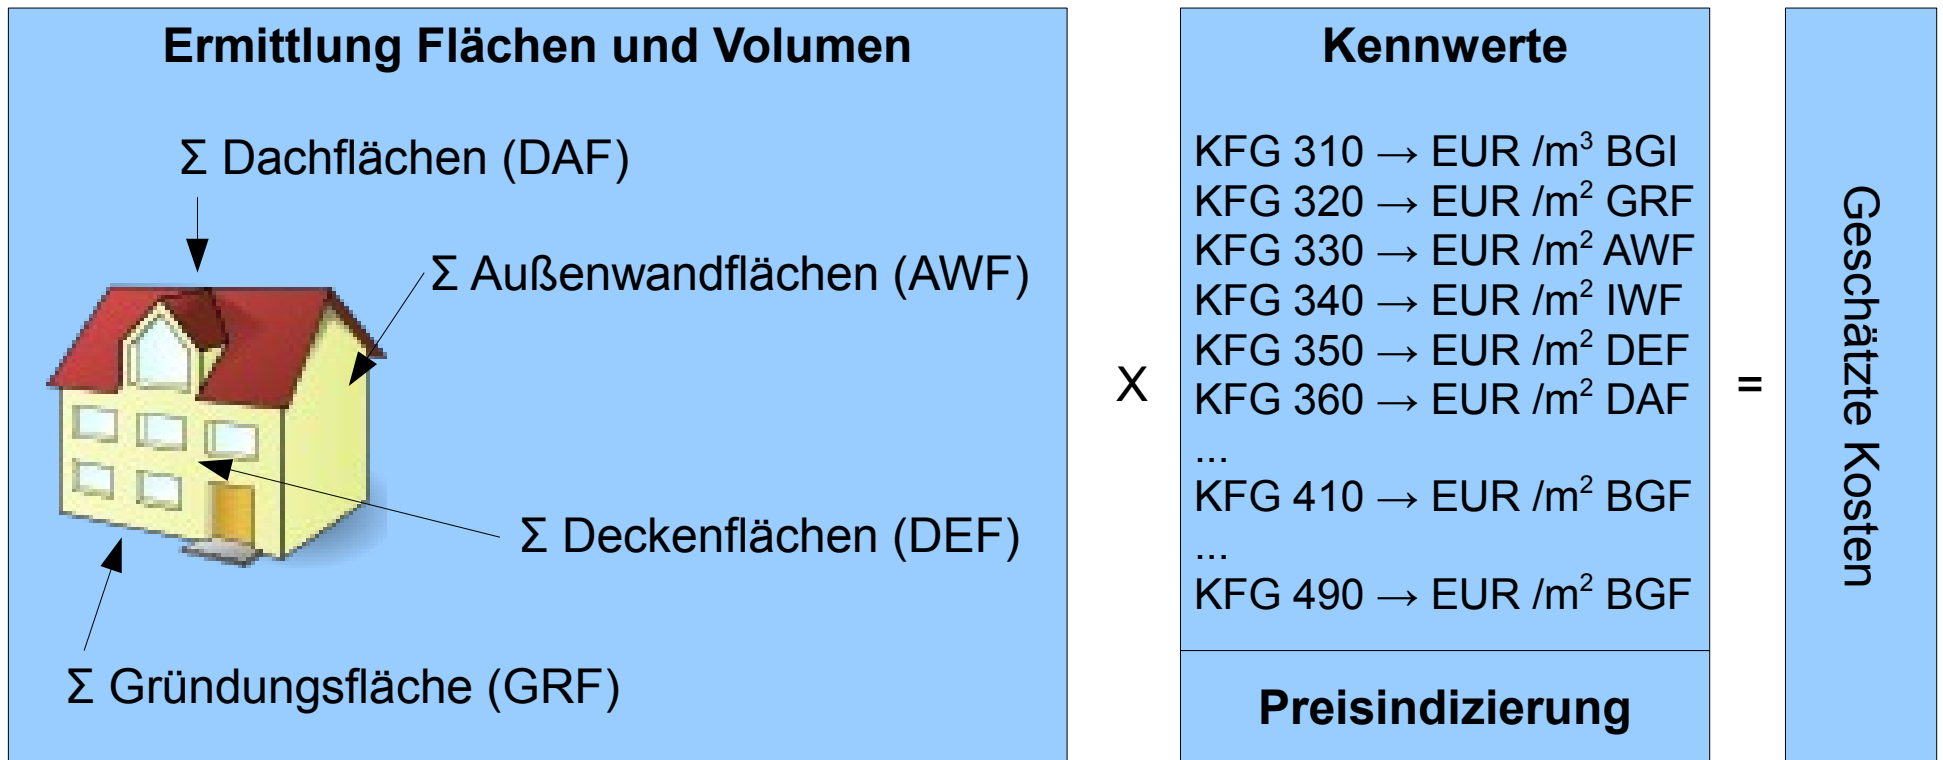 Ermittlung Flächen und Volumen
Σ Dachflächen (DAF)
Σ Außenwandflächen (AWF)
Σ Deckenflächen (DEF)
Σ Gründungsfläche (GRF)
X
Kennwerte
KFG 310 → EUR /m³ BGI
KFG 320 → EUR /m² GRF
KFG 330 → EUR /m² AWF
KFG 340 → EUR /m² IWF
KFG 350 → EUR /m² DEF
KFG 360 → EUR /m² DAF
...
KFG 410 → EUR /m² BGF
...
KFG 490 → EUR /m² BGF
Preisindizierung
=
Geschätzte Kosten